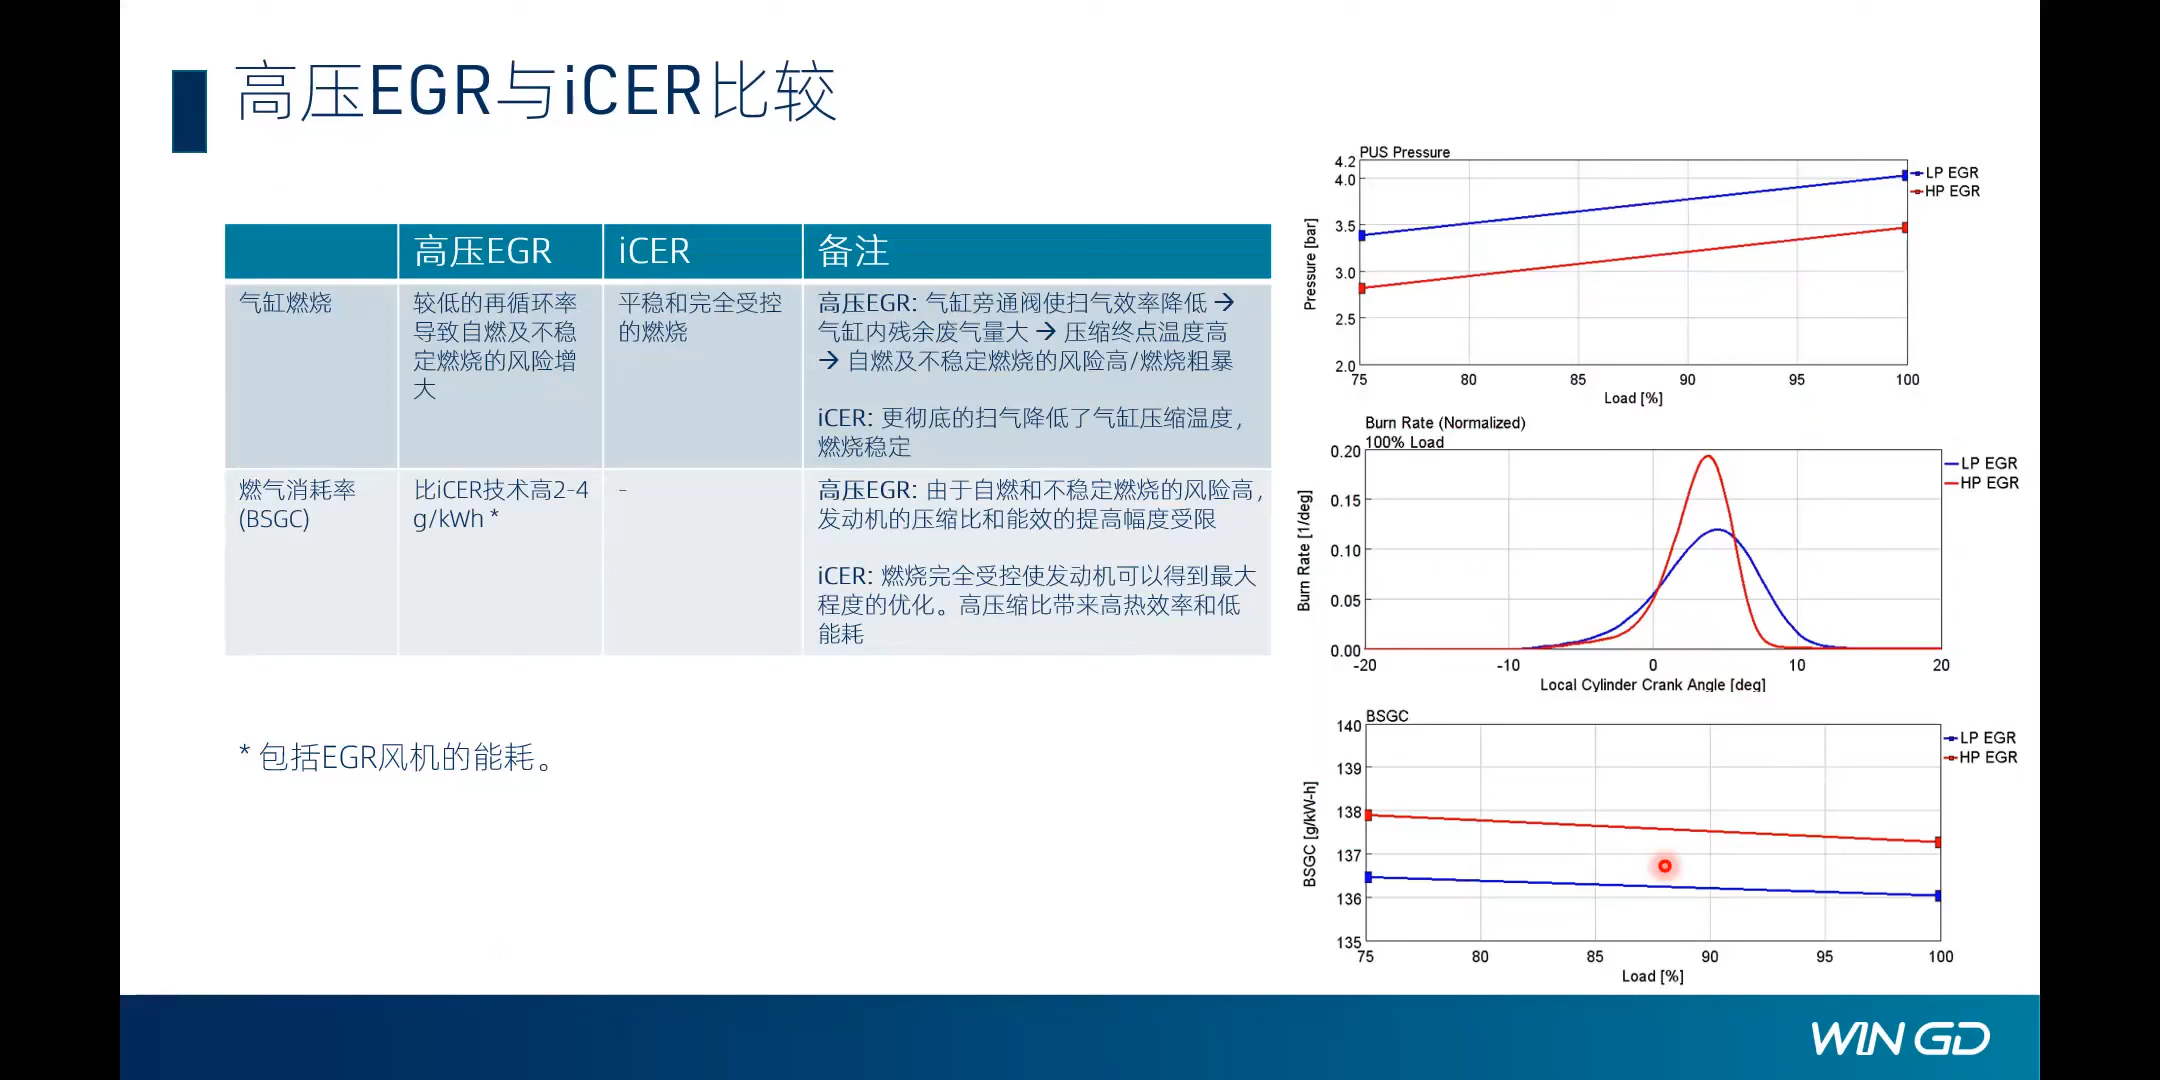 高压EGR与iCER比较
高压EGR
iCER
备注
气缸燃烧
较低的再循环率
导致自燃及不稳
定燃烧的风险增
大
平稳和完全受控
的燃烧
高压EGR: 气缸旁通阀使扫气效率降低 →
气缸内残余废气量大 → 压缩终点温度高
→ 自燃及不稳定燃烧的风险高/燃烧粗暴
iCER: 更彻底的扫气降低了气缸压缩温度,
燃烧稳定
燃气消耗率
(BSGC)
比iCER技术高2-4
g/kWh *
-
高压EGR: 由于自燃和不稳定燃烧的风险高,
发动机的压缩比和能效的提高幅度受限
iCER: 燃烧完全受控使发动机可以得到最大
程度的优化。高压缩比带来高热效率和低
能耗
* 包括EGR风机的能耗。
PUS Pressure
4.2
4.0
3.5
3.0
2.5
2.0
Pressure [bar]
75 80 85 90 95 100
Load [%]
LP EGR
HP EGR
Burn Rate (Normalized)
100% Load
0.20
0.15
0.10
0.05
0.00
Burn Rate [1/deg]
-20 -10 0 10 20
Local Cylinder Crank Angle [deg]
LP EGR
HP EGR
BSGC
140
139
138
137
136
135
BSGC [g/kW-h]
75 80 85 90 95 100
Load [%]
LP EGR
HP EGR
WIN GD